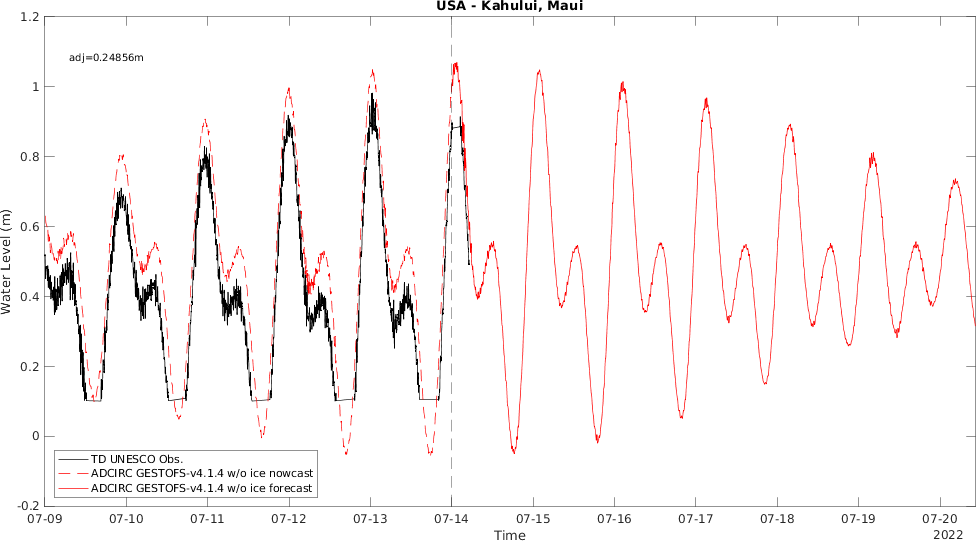 USA - Kahului, Maui
1.2
adj=0.24856m
1
0.8
0.6
0.4
0.2
0
-0.2
Water Level (m)
TD UNESCO Obs.
ADCIRC GESTOFS-v4.1.4 w/o ice nowcast
ADCIRC GESTOFS-v4.1.4 w/o ice forecast
07-09 07-10 07-11 07-12 07-13 07-14 07-15 07-16 07-17 07-18 07-19 07-20
Time
2022